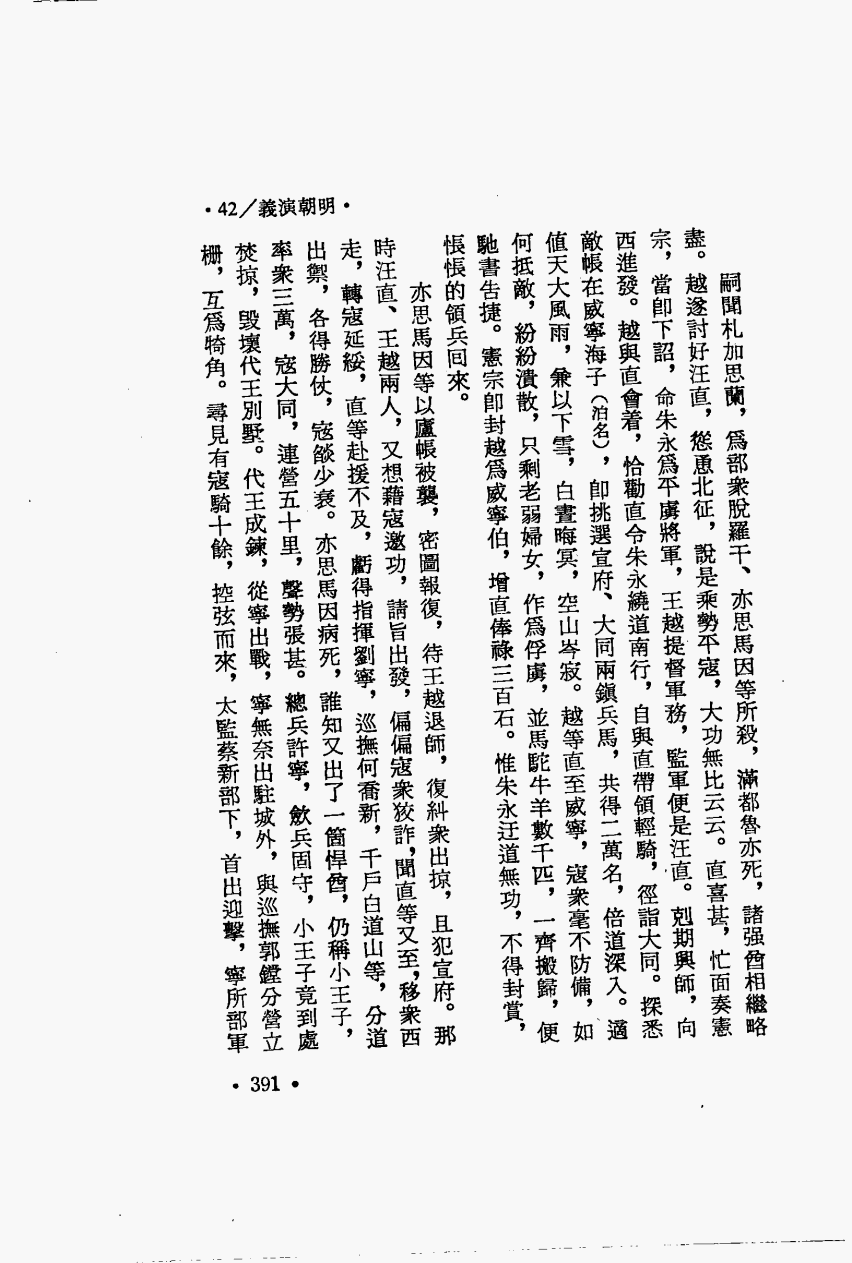 •42／義演朝明•
嗣聞札加思蘭，爲部衆脫羅干、亦思馬因等所殺，滿都魯亦死，諸强酋相繼略
盡。越遂討好汪直，慫恿北征，說是乘勢平寇，大功無比云云。直喜甚，忙面奏憲
宗，當卽下詔，命朱永爲平虜將軍，王越提督軍務，監軍便是汪直。剋期興師，向
西進發。越與直會着，恰勸直令朱永繞道南行，自與直帶領輕騎，徑詣大同。探悉
敵帳在威寧海子（泊名），卽挑選宣府、大同兩鎭兵馬，共得二萬名，倍道深入。適
值天大風雨，兼以下雪，白晝晦冥，空山岑寂。越等直至威寧，寇衆毫不防備，如
何抵敵，紛紛潰散，只剩老弱婦女，作爲俘虜，並馬駝牛羊數千匹，一齊搬歸，便
馳書告捷。憲宗卽封越爲威寧伯，增直俸祿三百石。惟朱永迂道無功，不得封賞，
悵悵的領兵囘來。
亦思馬因等以廬帳被襲，密圖報復，待王越退師，復糾衆出掠，且犯宣府。那
時汪直、王越兩人，又想藉寇邀功，請旨出發，偏偏寇衆狡詐，聞直等又至，移衆西
走，轉寇延綏，直等赴援不及，虧得指揮劉寧，巡撫何喬新，千戶白道山等，分道
出禦，各得勝仗，寇燄少衰。亦思馬因病死，誰知又出了一箇悍酋，仍稱小王子，
率衆三萬，寇大同，連營五十里，聲勢張甚。總兵許寧，斂兵固守，小王子竟到處
焚掠，毀壞代王別墅。代王成鍊，從寧出戰，寧無奈出駐城外，與巡撫郭鏜分營立
柵，互爲犄角。尋見有寇騎十餘，控弦而來，太監蔡新部下，首出迎擊，寧所部軍
•391•